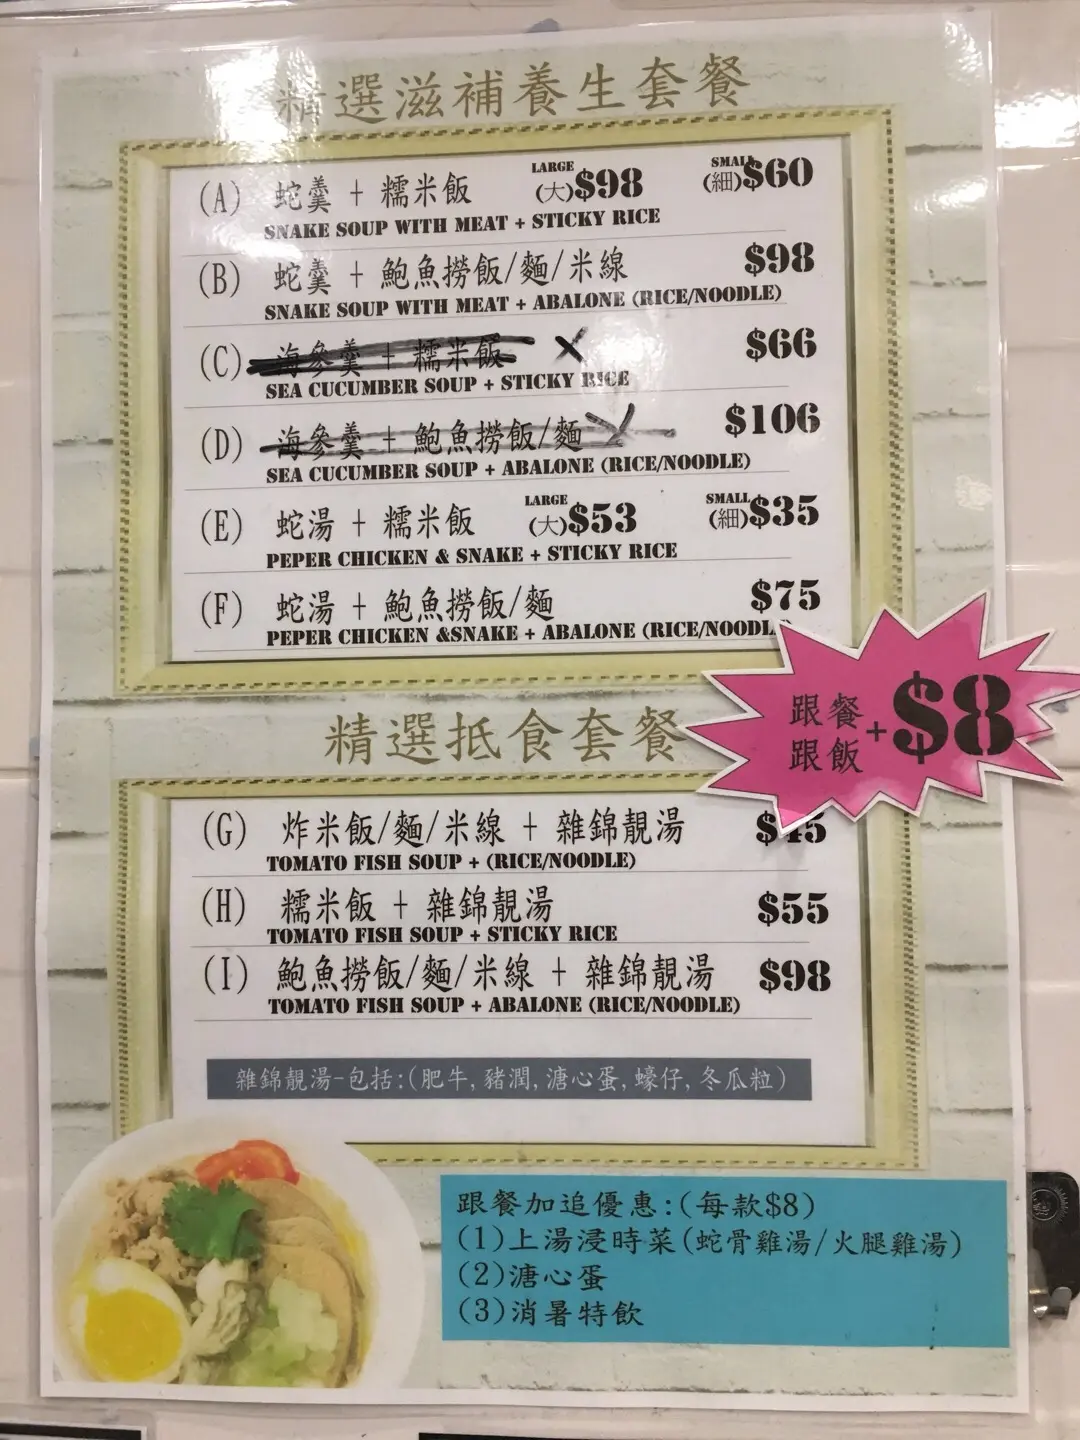 精選滋補養生套餐
(A) 蛇羹 + 糯米飯 LARGE (大)$98 SMALL (細)$60
SNAKE SOUP WITH MEAT + STICKY RICE
(B) 蛇羹 + 鮑魚撈飯/麵/米線 $98
SNAKE SOUP WITH MEAT + ABALONE (RICE/NOODLE)
(C) 海參羹 + 糯米飯 $66
SEA CUCUMBER SOUP + STICKY RICE
(D) 海參羹 + 鮑魚撈飯/麵 $106
SEA CUCUMBER SOUP + ABALONE (RICE/NOODLE)
(E) 蛇湯 + 糯米飯 LARGE (大)$53 SMALL (細)$35
PEPER CHICKEN & SNAKE + STICKY RICE
(F) 蛇湯 + 鮑魚撈飯/麵 $75
PEPER CHICKEN &SNAKE + ABALONE (RICE/NOODL
跟餐
跟飯 +$8
精選抵食套餐
(G) 炸米飯/麵/米線 + 雜錦靚湯 $45
TOMATO FISH SOUP + (RICE/NOODLE)
(H) 糯米飯 + 雜錦靚湯 $55
TOMATO FISH SOUP + STICKY RICE
(I) 鮑魚撈飯/麵/米線 + 雜錦靚湯 $98
TOMATO FISH SOUP + ABALONE (RICE/NOODLE)
雜錦靚湯-包括:(肥牛,豬潤,溏心蛋,蠔仔,冬瓜粒)
跟餐加追優惠:(每款$8)
(1)上湯浸時菜(蛇骨雞湯/火腿雞湯)
(2)溏心蛋
(3)消暑特飲